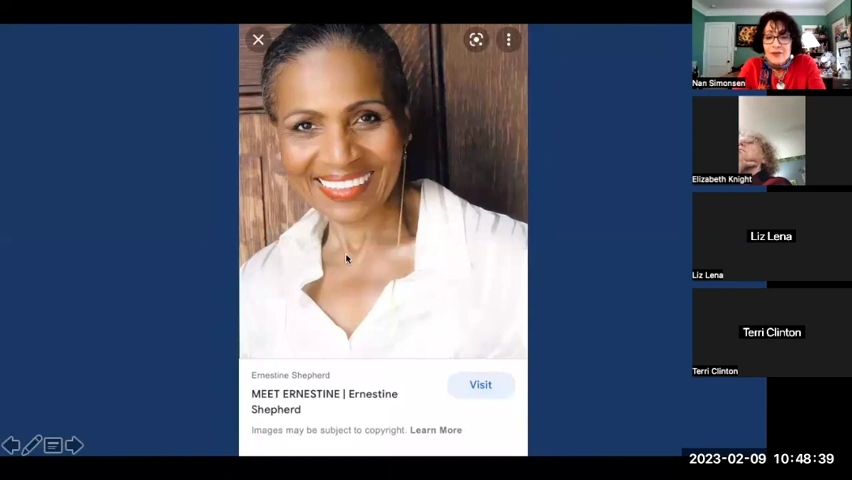 Ernestine Shepherd
MEET ERNESTINE | Ernestine
Shepherd
Visit
Images may be subject to copyright. Learn More
Nan Simonsen
Elizabeth Knight
Liz Lena
Liz Lena
Terri Clinton
Terri Clinton
2023-02-09 10:48:39